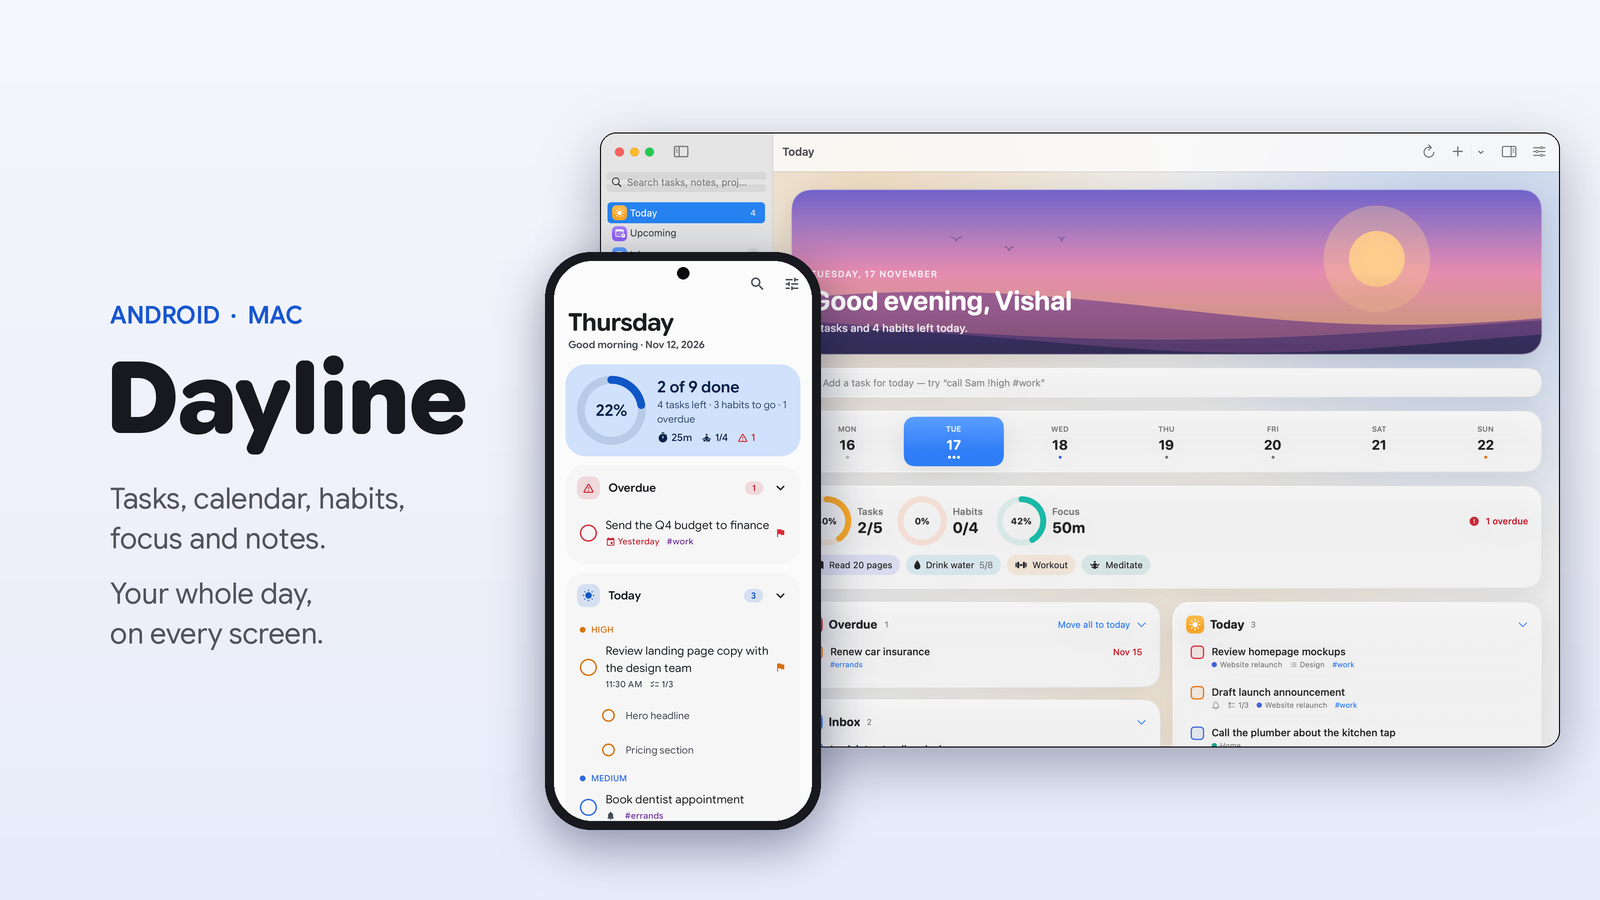 ANDROID · MAC
Dayline
Tasks, calendar, habits,
focus and notes.
Your whole day,
on every screen.
Today
Search tasks, notes, proj...
Today 4
Upcoming
TUESDAY, 17 NOVEMBER
Good evening, Vishal
tasks and 4 habits left today.
Add a task for today — try “call Sam !high #work”
MON TUE WED THU FRI SAT SUN
16 17 18 19 20 21 22
Tasks
2/5
0%
Habits
0/4
42%
Focus
50m
1 overdue
Read 20 pages
Drink water 5/8
Workout
Meditate
Overdue 1
Move all to today
Renew car insurance
Nov 15
#errands
Inbox 2
Today 3
Review homepage mockups
Website relaunch Design #work
Draft launch announcement
1/3 Website relaunch #work
Call the plumber about the kitchen tap
Home
Thursday
Good morning · Nov 12, 2026
22%
2 of 9 done
4 tasks left · 3 habits to go · 1
overdue
25m 1/4 1
Overdue 1
Send the Q4 budget to finance
Yesterday #work
Today 3
HIGH
Review landing page copy with
the design team
11:30 AM 1/3
Hero headline
Pricing section
MEDIUM
Book dentist appointment
#errands